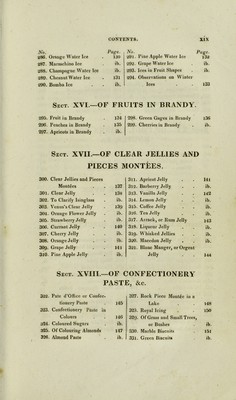 CONTENTS. xix
No. Page.
286. Orange Water Ice . 130
287. Maraschino Ice . ib.
288. Champagne Water Ice ib.
289. Clement Water Ice . 131
290. Bombs Ice . . ib.
No. Page.
291. Pine Apple Water Ice 132
292. Grape Water Ice . ib.
293. Ices in Fruit Shapes . ib.
294. Observations on Winter
Ices . . 133
SECT. XVI.—OF FRUITS IN BRANDY.
295. Fruit in Brandy . 134
296. Peaches in Brandy . 135
297. Apricots in Brandy . ib.
298. Green Gages in Brandy 136
299. Cherries in Brandy . ib.
SECT. XVII.—OF CLEAR JELLIES AND
PIECES MONTÈES.
300. Clear Jellies and Pieces
Montées . . 137
301. Clear Jelly . . 138
302. To Clarify Isinglass . ib.
303. Venus's Clear Jelly . ib.
304. Orange Flower Jelly . ib.
305. Strawberry Jelly . ib.
306. Currant Jelly . 140
307. Cherry Jelly . ib.
308. Orange Jelly . ib.
309. Grape Jelly . . 141
310. Pine Apple Jelly . ib.
311. Apricot Jelly . . 141
312. Barberry Jelly . ib.
313. Vanilla Jelly . 142
314. Lemon Jelly . . ib.
315. Coffee Jelly . . ib.
316. Tea Jelly . . ib.
317. Arrack, or Rum Jelly 143
318. Liqueur Jelly . ib.
319. Whisked Jellies . ib.
320. Macedon Jelly . ib.
321. Blanc Manger, or Orgeat
Jelly . . 144
SECT. XVIII.—OF CONFECTIONERY
PASTE, &c.
322. Pate d'Office or Confec-
tionery Paste . 145
323. Confectionery Paste in
Colours . . 146
324. Coloured Sugars . ib.
325. Of Colouring Almonds 147
326. Almond Paste . ib.
327. Rock Piece Montée in a
Lake . . 148
328. Royal Icing . . 150
329. Of Grass and Small Trees,
or Bushes . ib.
330. Marble Biscuits . 151
331. Green Biscuits . ib.